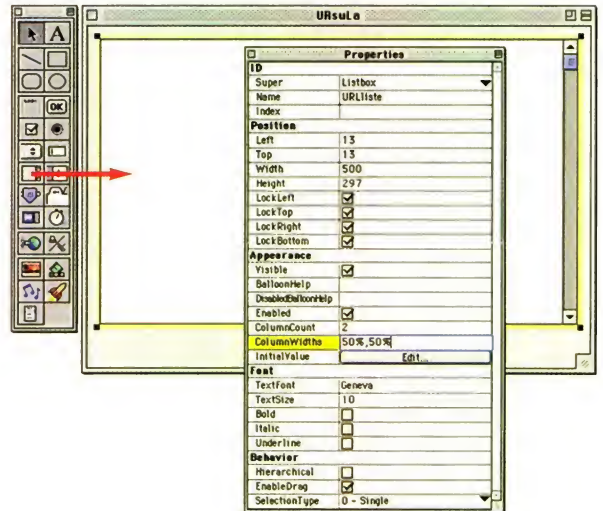 URsuLa
A
OK
Properties
ID
Super Listbox
Name URLliste
Index
Position
Left 13
Top 13
Width 500
Height 297
LockLeft
LockTop
LockRight
LockBottom
Appearance
Visible
BalloonHelp
DisabledBalloonHelp
Enabled
ColumnCount 2
ColumnWidths 50%,50%
InitialValue Edit...
Font
TextFont Geneva
TextSize 10
Bold
Italic
Underline
Behavior
Hierarchical
EnableDrag
SelectionType 0 - Single